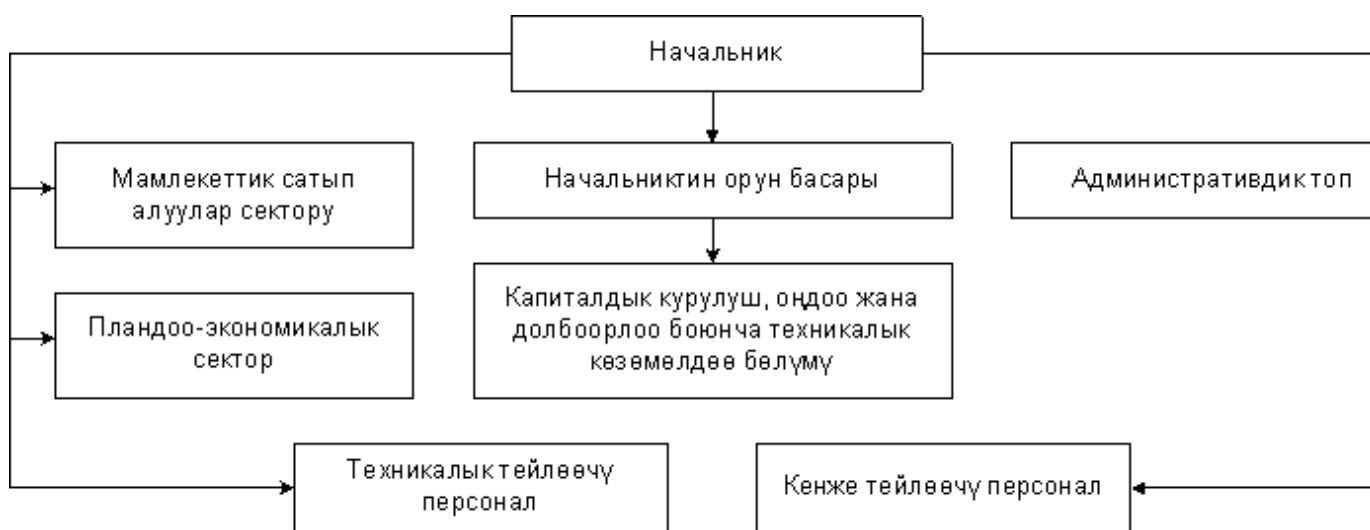 Начальник
Мамлекеттик сатып
алуулар сектору
Начальниктин орун басары
Административдик топ
Пландоо-экономикалык
сектор
Капиталдык курулуш, оңдоо жана
долбоорлоо боюнча техникалык
көзөмөлдөө бөлүмү
Техникалык тейлөөчү
персонал
Кенже тейлөөчү персонал